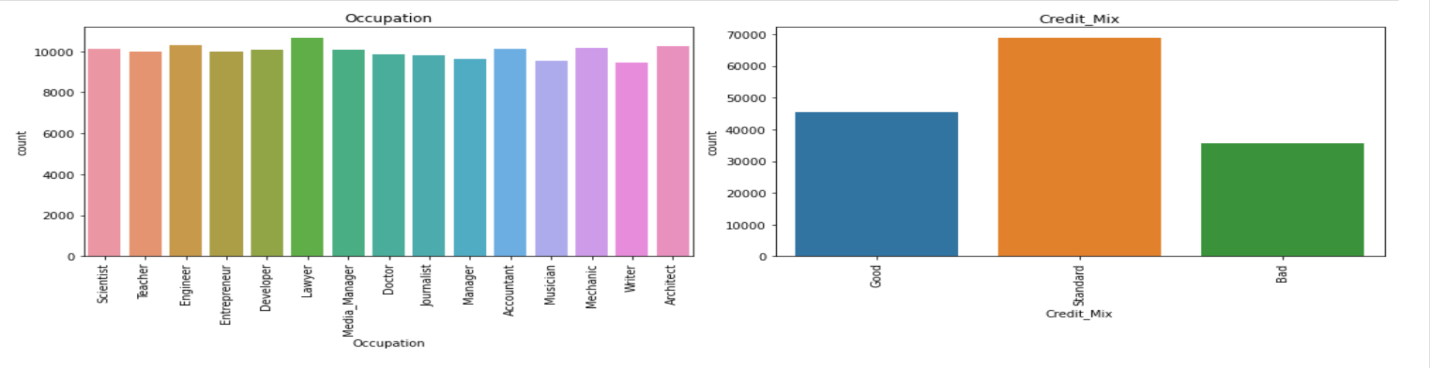 Occupation
count
10000
8000
6000
4000
2000
0
Scientist
Teacher
Engineer
Entrepreneur
Developer
Lawyer
Media_Manager
Doctor
Journalist
Manager
Accountant
Musician
Mechanic
Writer
Architect
Occupation
Credit_Mix
count
70000
60000
50000
40000
30000
20000
10000
0
Good
Standard
Bad
Credit_Mix